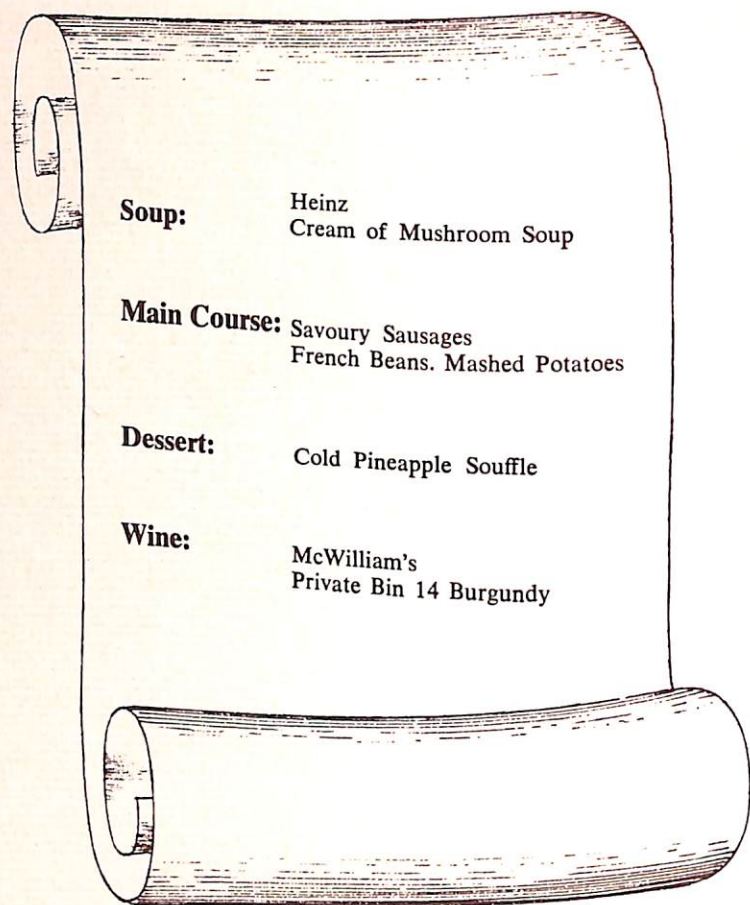 Soup:
Heinz
Cream of Mushroom Soup
Main Course:
Savoury Sausages
French Beans. Mashed Potatoes
Dessert:
Cold Pineapple Souffle
Wine:
McWilliam's
Private Bin 14 Burgundy